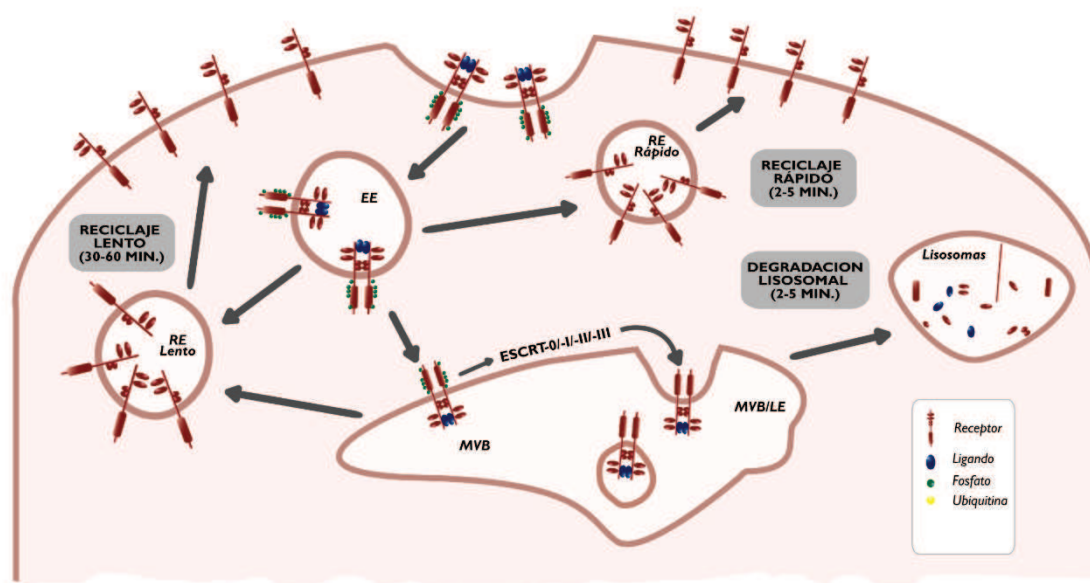 RE
Rápido
RECICLAJE
RÁPIDO
(2-5 MIN.)
EE
RECICLAJE
LENTO
(30-60 MIN.)
DEGRADACION
LISOSOMAL
(2-5 MIN.)
Lisosomas
RE
Lento
ESCRT-0/-I/-II/-III
MVB
MVB/LE
Receptor
Ligando
Fosfato
Ubiquitina